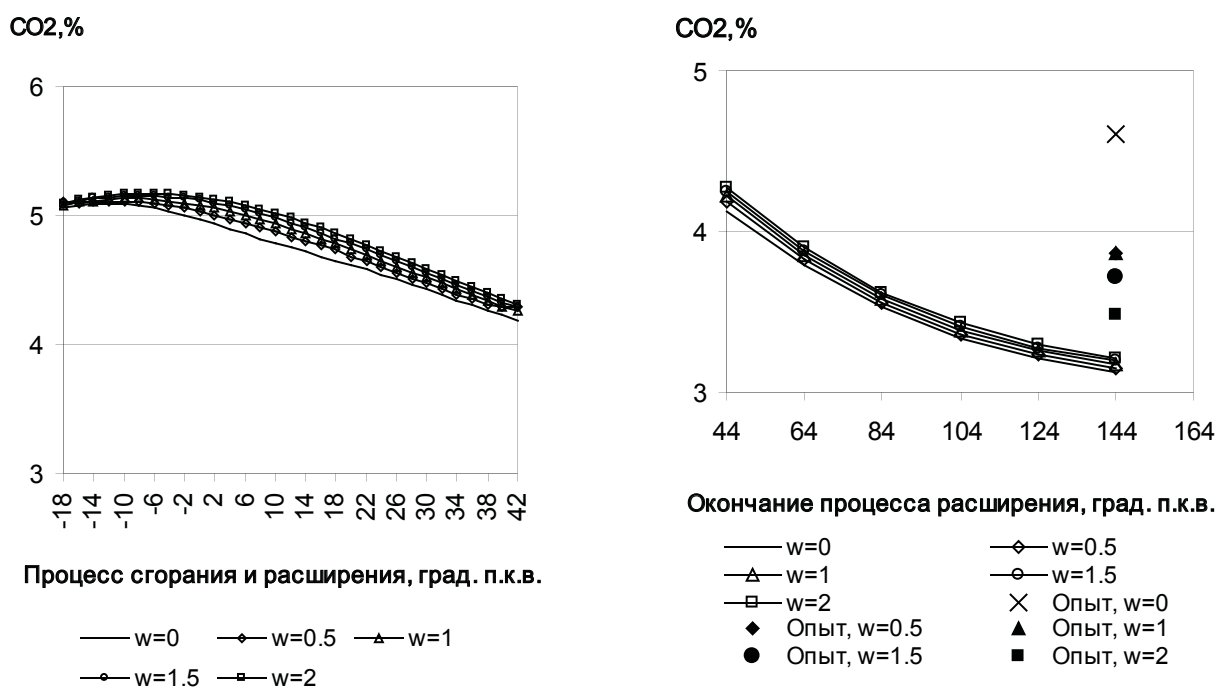 CO2,%
6
5
4
3
-18 -14 -10 -6 -2 2 6 10 14 18 22 26 30 34 38 42
Процесс сгорания и расширения, град. п.к.в.
w=0 w=0.5 w=1
w=1.5 w=2
CO2,%
5
4
3
44 64 84 104 124 144 164
Окончание процесса расширения, град. п.к.в.
w=0 w=0.5
w=1 w=1.5
w=2 Опыт, w=0
Опыт, w=0.5 Опыт, w=1
Опыт, w=1.5 Опыт, w=2